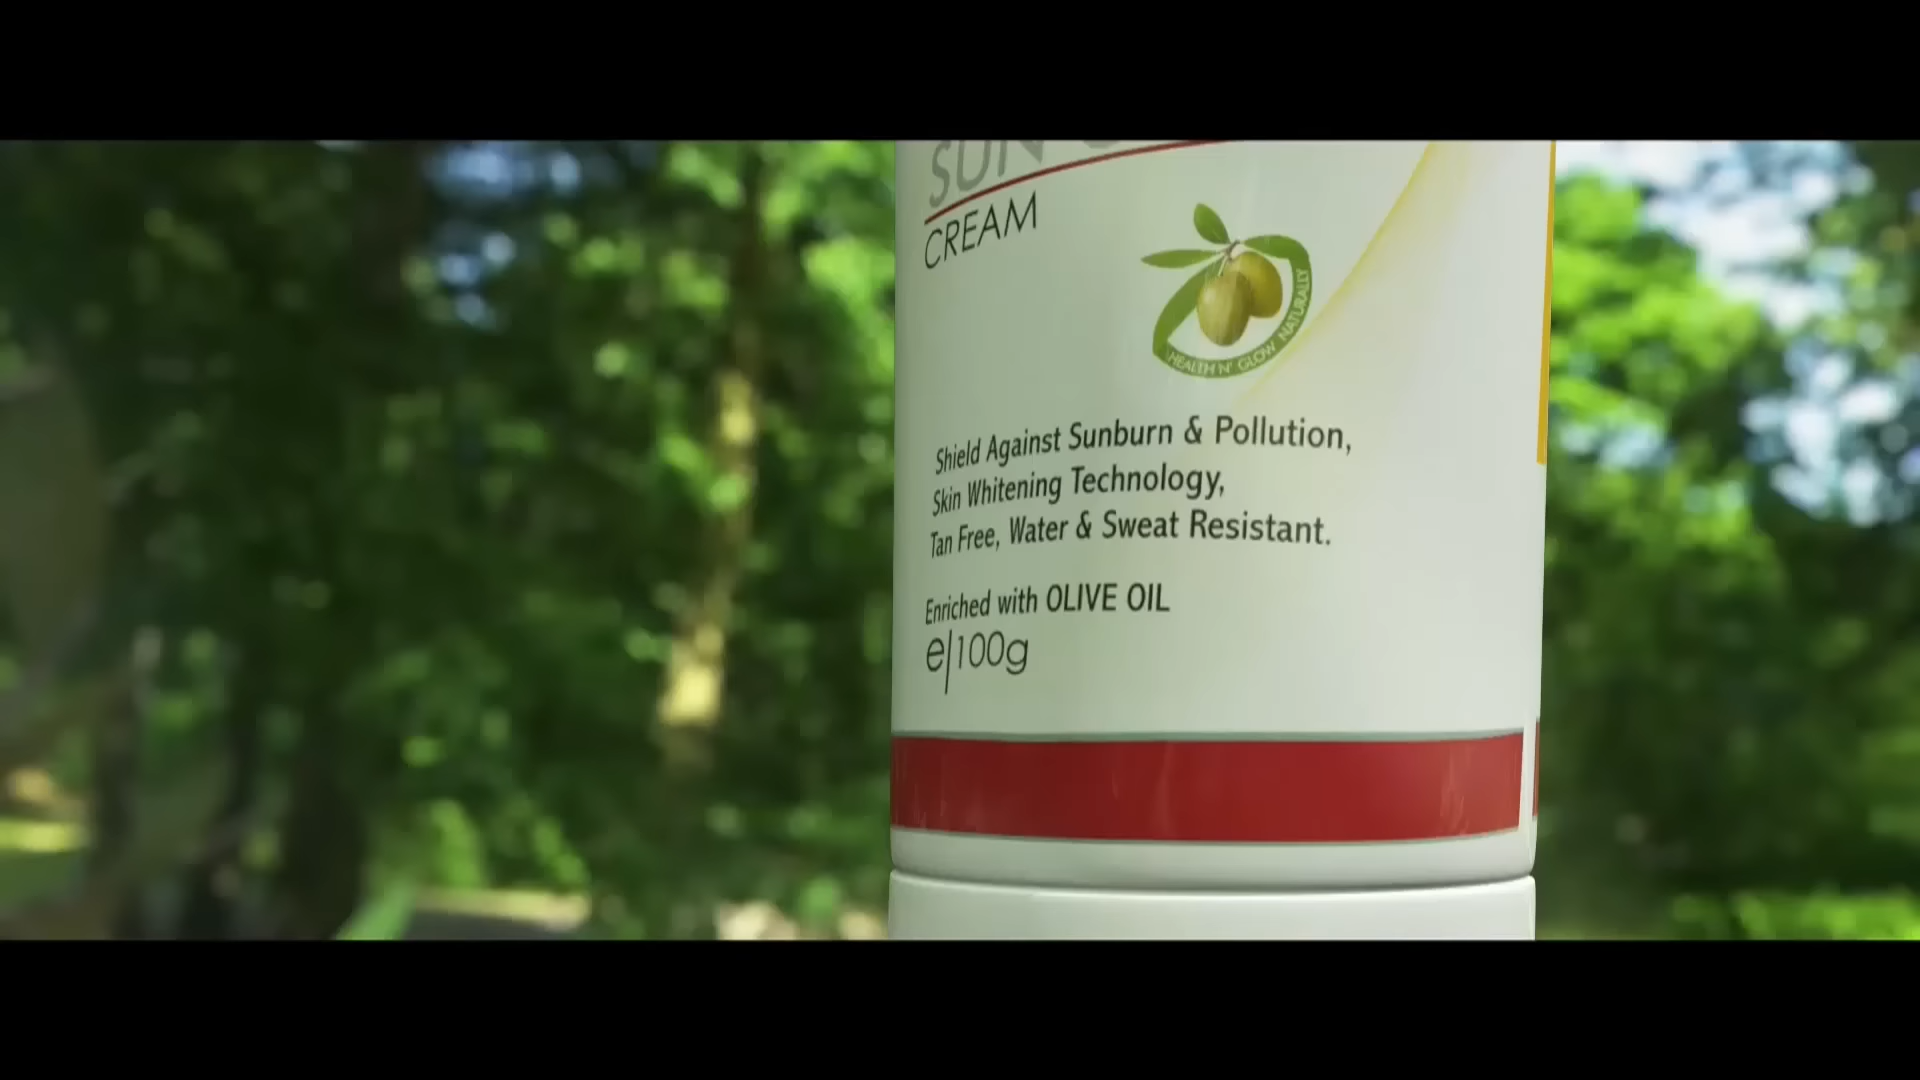 SUN
CREAM
HEALTH N' GLOW NATURALLY
Shield Against Sunburn & Pollution,
Skin Whitening Technology,
Tan Free, Water & Sweat Resistant.
Enriched with OLIVE OIL
e|100g